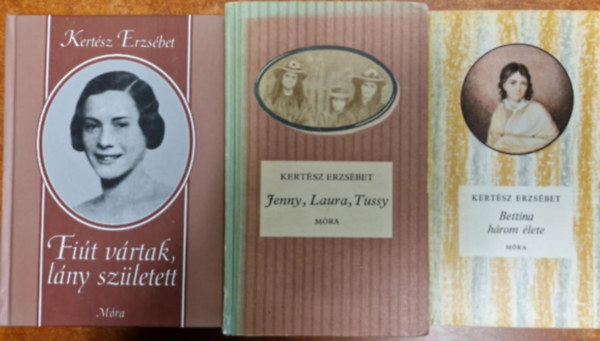 Kertész Erzsébet
Fiút vártak,
lány született
Móra
KERTÉSZ ERZSÉBET
Jenny, Laura, Tussy
MÓRA
KERTÉSZ ERZSÉBET
Bettina
három élete
MÓRA